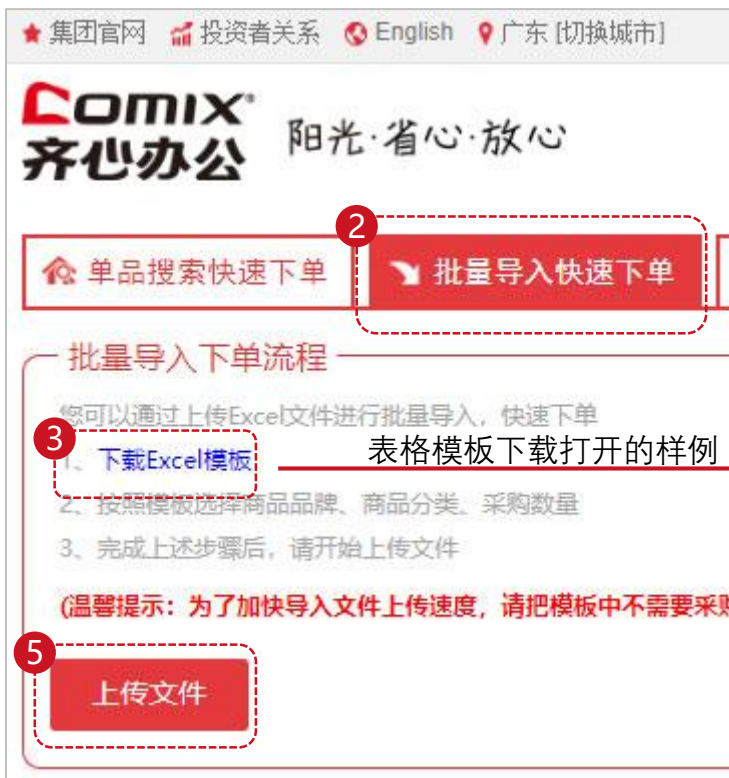 集团官网 投资者关系 English 广东 [切换城市]
Comix
齐心办公
阳光·省心·放心
2
单品搜索快速下单 批量导入快速下单
批量导入下单流程
您可以通过上传Excel文件进行批量导入，快速下单
3
1、下载Excel模板 表格模板下载打开的样例
2、按照模板选择商品品牌、商品分类、采购数量
3、完成上述步骤后，请开始上传文件
(温馨提示：为了加快导入文件上传速度，请把模板中不需要采购
5
上传文件